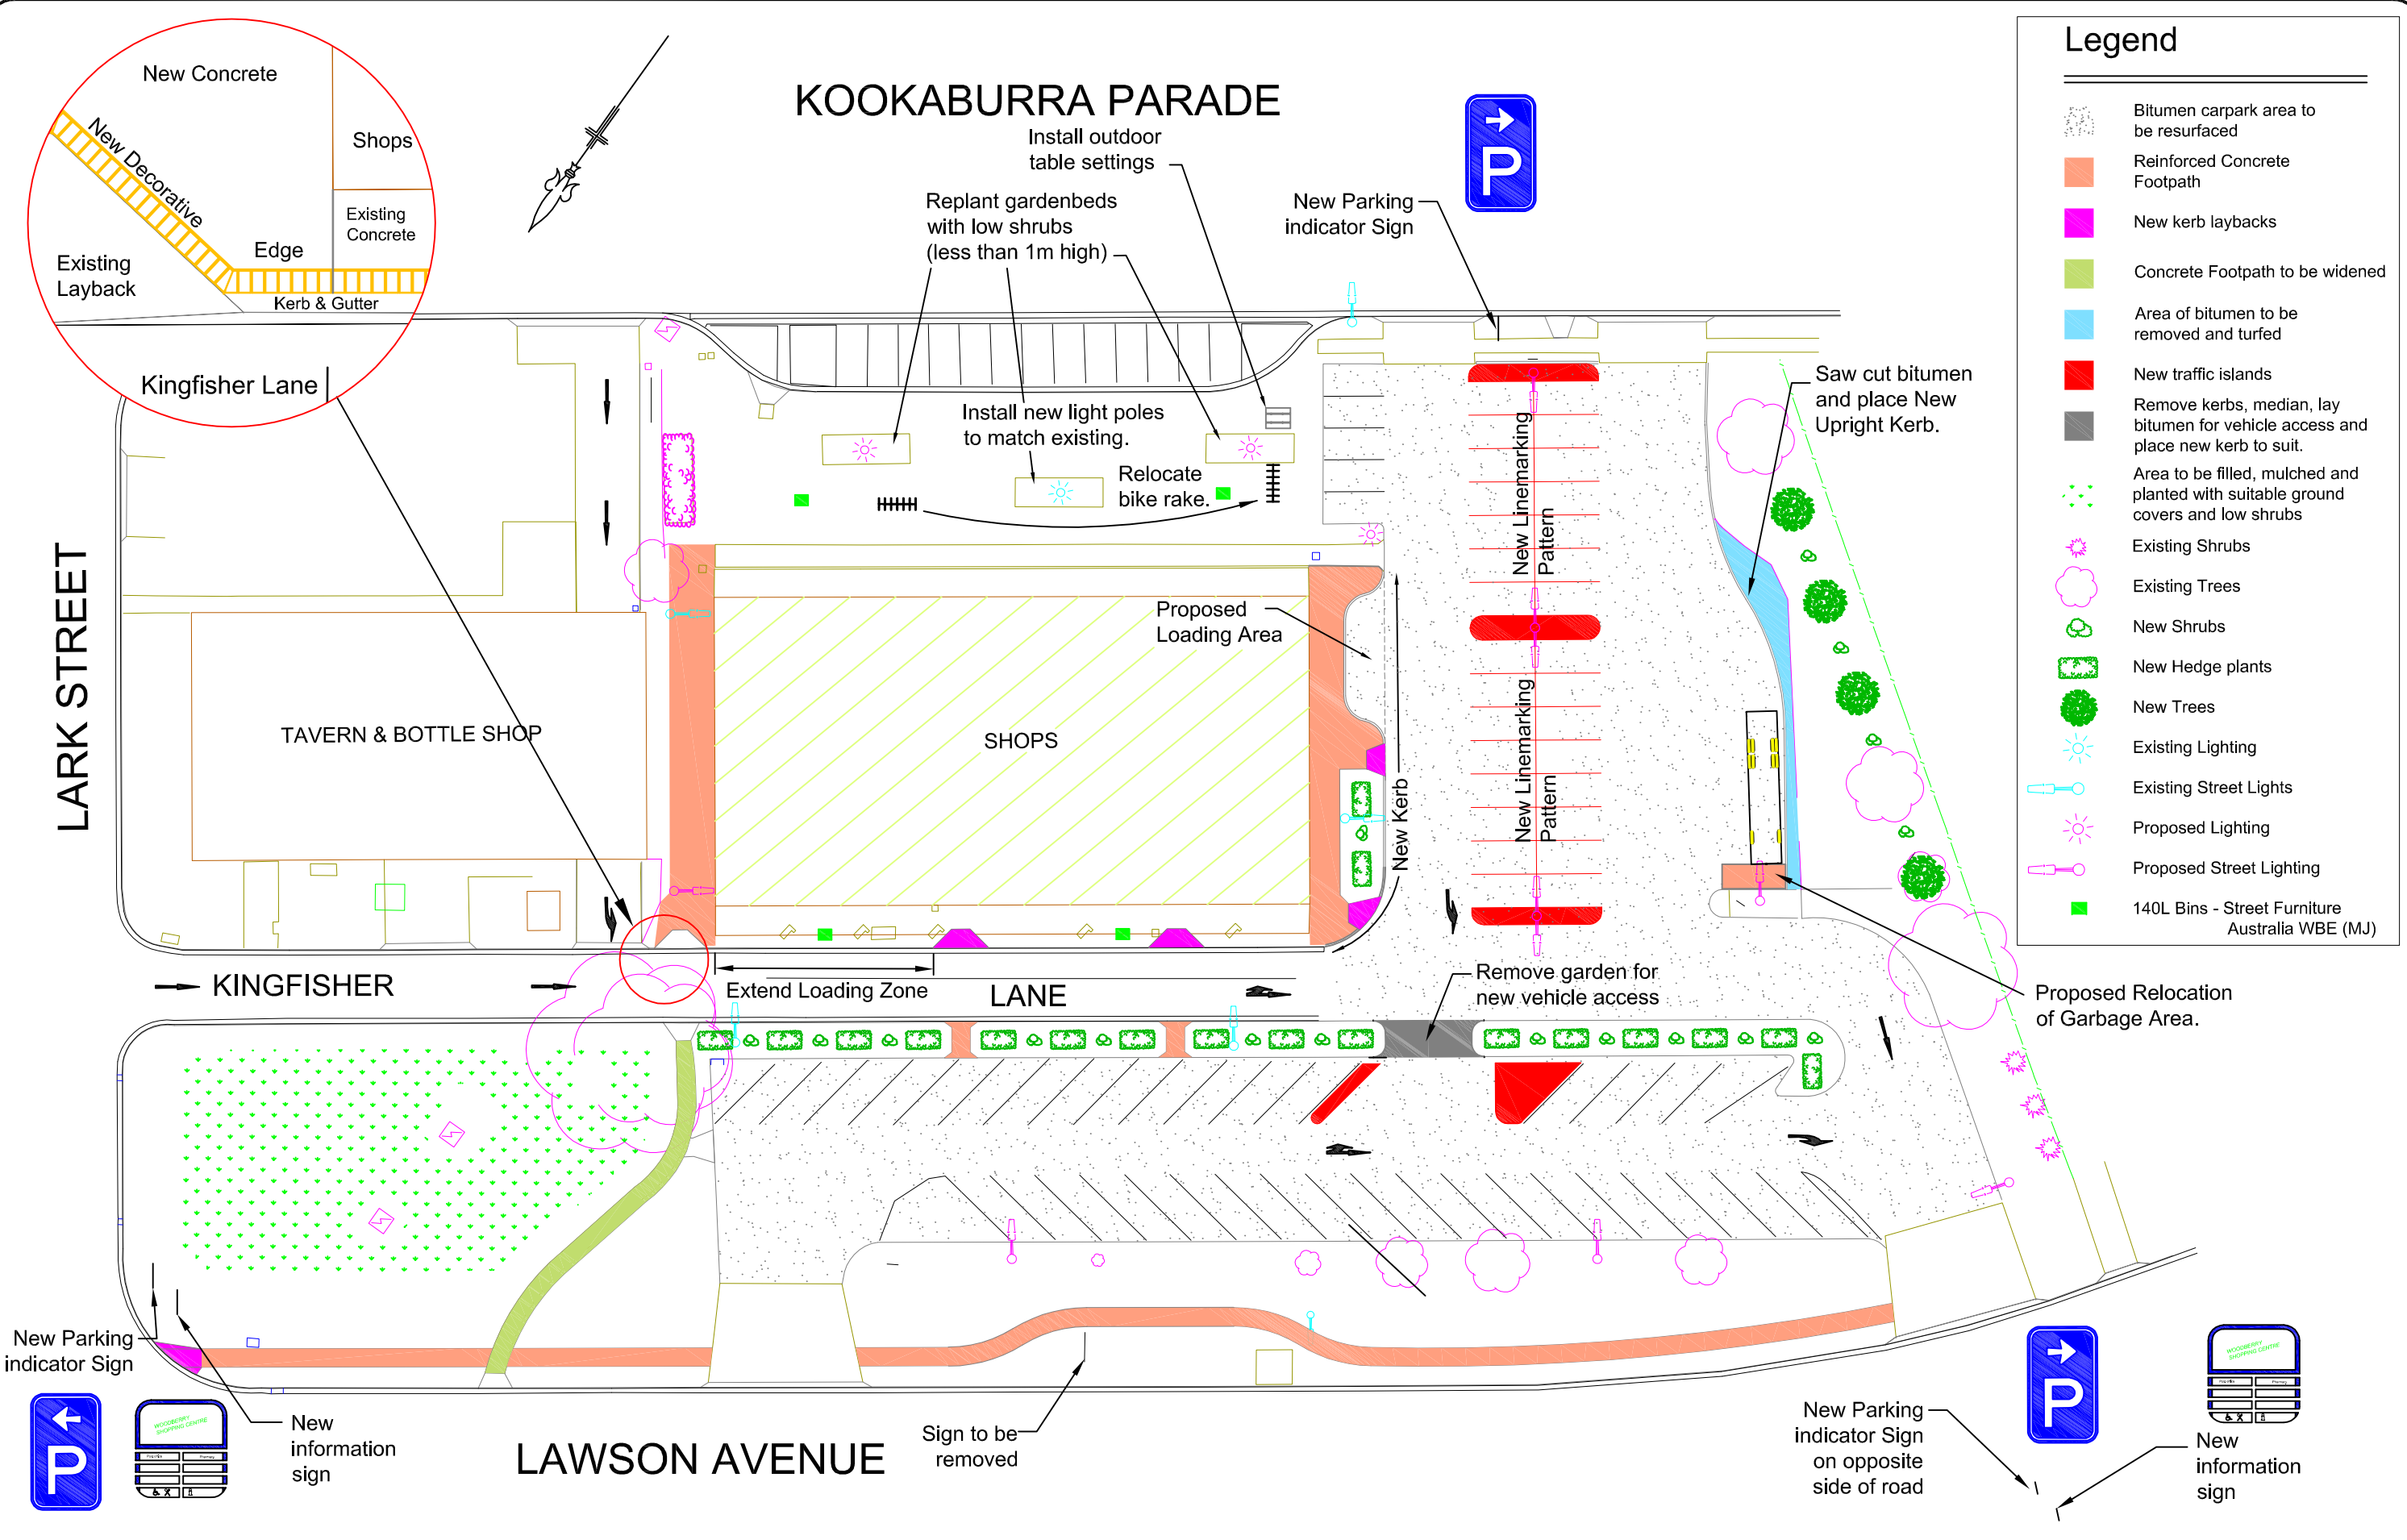 New Concrete
Shops
New Decorative
Existing
Concrete
Edge
Existing
Layback
Kerb & Gutter
Kingfisher Lane
KOOKABURRA PARADE
Install outdoor
table settings
Replant gardenbeds
with low shrubs
(less than 1m high)
New Parking
indicator Sign
P
Install new light poles
to match existing.
Relocate
bike rake.
Saw cut bitumen
and place New
Upright Kerb.
New Linemarking
Pattern
Proposed
Loading Area
LARK STREET
TAVERN & BOTTLE SHOP
SHOPS
New Linemarking
Pattern
New Kerb
KINGFISHER
LANE
Extend Loading Zone
Remove garden for
new vehicle access
Proposed Relocation
of Garbage Area.
New Parking
indicator Sign
P
WOODBERRY
SHOPPING CENTRE
New
information
sign
LAWSON AVENUE
Sign to be
removed
New Parking
indicator Sign
on opposite
side of road
P
WOODBERRY
SHOPPING CENTRE
New
information
sign
Legend
Bitumen carpark area to
be resurfaced
Reinforced Concrete
Footpath
New kerb laybacks
Concrete Footpath to be widened
Area of bitumen to be
removed and turfed
New traffic islands
Remove kerbs, median, lay
bitumen for vehicle access and
place new kerb to suit.
Area to be filled, mulched and
planted with suitable ground
covers and low shrubs
Existing Shrubs
Existing Trees
New Shrubs
New Hedge plants
New Trees
Existing Lighting
Existing Street Lights
Proposed Lighting
Proposed Street Lighting
140L Bins - Street Furniture
Australia WBE (MJ)